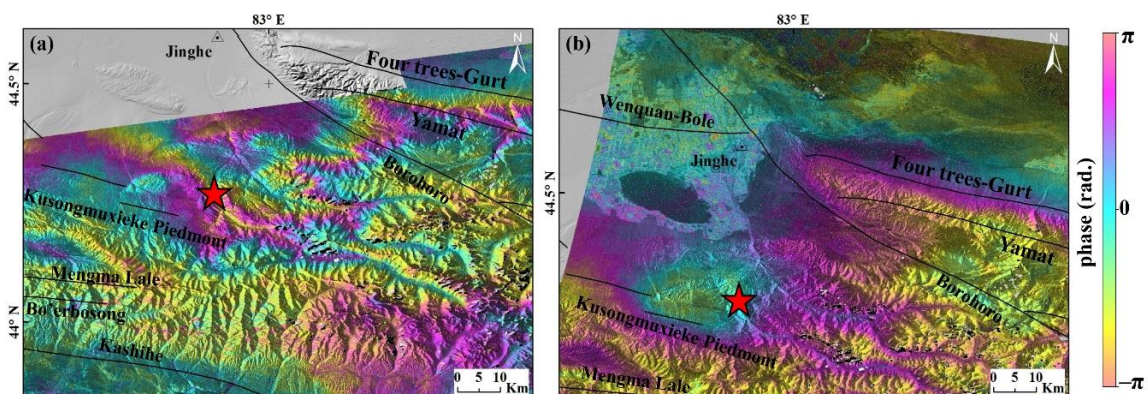 (a)
83° E
N
Jinghe
Four trees-Gurt
44.5° N
Yamat
Borohoro
Kusongmuxieke Piedmont
Mengma Lale
Bo'erbosong
44° N
Kashihe
0 5 10
Km
(b)
83° E
N
Wenquan-Bole
Jinghe
Four trees-Gurt
44.5° N
Yamat
Borohoro
Kusongmuxieke Piedmont
Mengma Lale
0 5 10
Km
π
phase (rad.)
0
−π